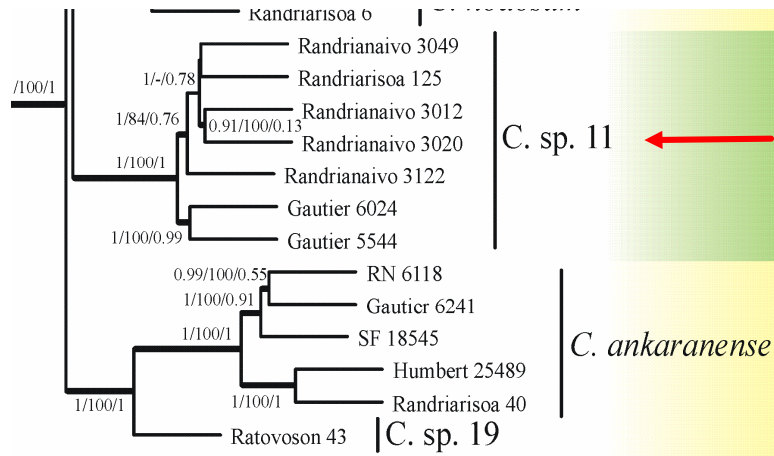 Randriarisoa 6
Randrianaivo 3049
/100/1
1/-/0.78
Randriarisoa 125
Randrianaivo 3012
1/84/0.76
0.91/100/0.13
Randrianaivo 3020
C. sp. 11
1/100/1
Randrianaivo 3122
Gautier 6024
1/100/0.99
Gautier 5544
0.99/100/0.55
RN 6118
1/100/0.91
Gautier 6241
1/100/1
SF 18545
C. ankaranense
Humbert 25489
1/100/1
1/100/1
Randriarisoa 40
Ratovoson 43
C. sp. 19